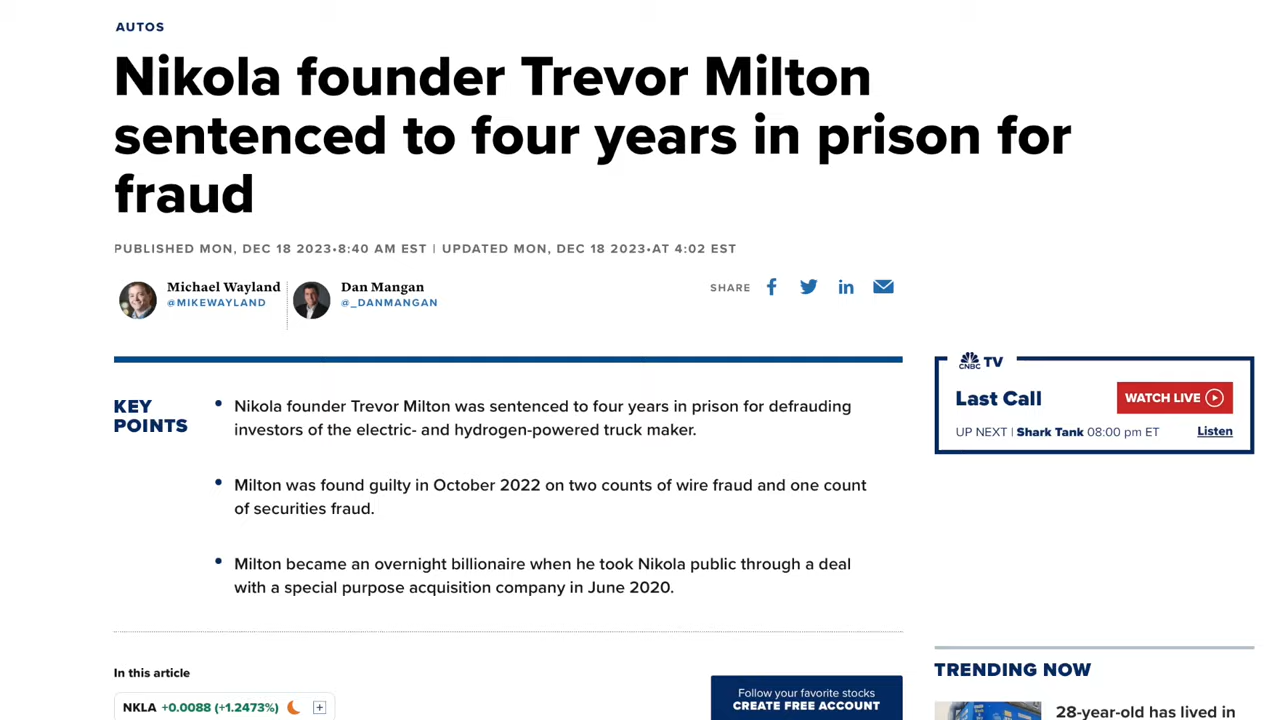 AUTOS
Nikola founder Trevor Milton
sentenced to four years in prison for
fraud
PUBLISHED MON, DEC 18 2023•8:40 AM EST | UPDATED MON, DEC 18 2023•AT 4:02 EST
Michael Wayland
@MIKEWAYLAND
Dan Mangan
@_DANMANGAN
SHARE
KEY
POINTS
• Nikola founder Trevor Milton was sentenced to four years in prison for defrauding
investors of the electric- and hydrogen-powered truck maker.
• Milton was found guilty in October 2022 on two counts of wire fraud and one count
of securities fraud.
• Milton became an overnight billionaire when he took Nikola public through a deal
with a special purpose acquisition company in June 2020.
In this article
NKLA +0.0088 (+1.2473%)
Follow your favorite stocks
CREATE FREE ACCOUNT
CNBC TV
Last Call
WATCH LIVE
UP NEXT | Shark Tank 08:00 pm ET
Listen
TRENDING NOW
28-year-old has lived in